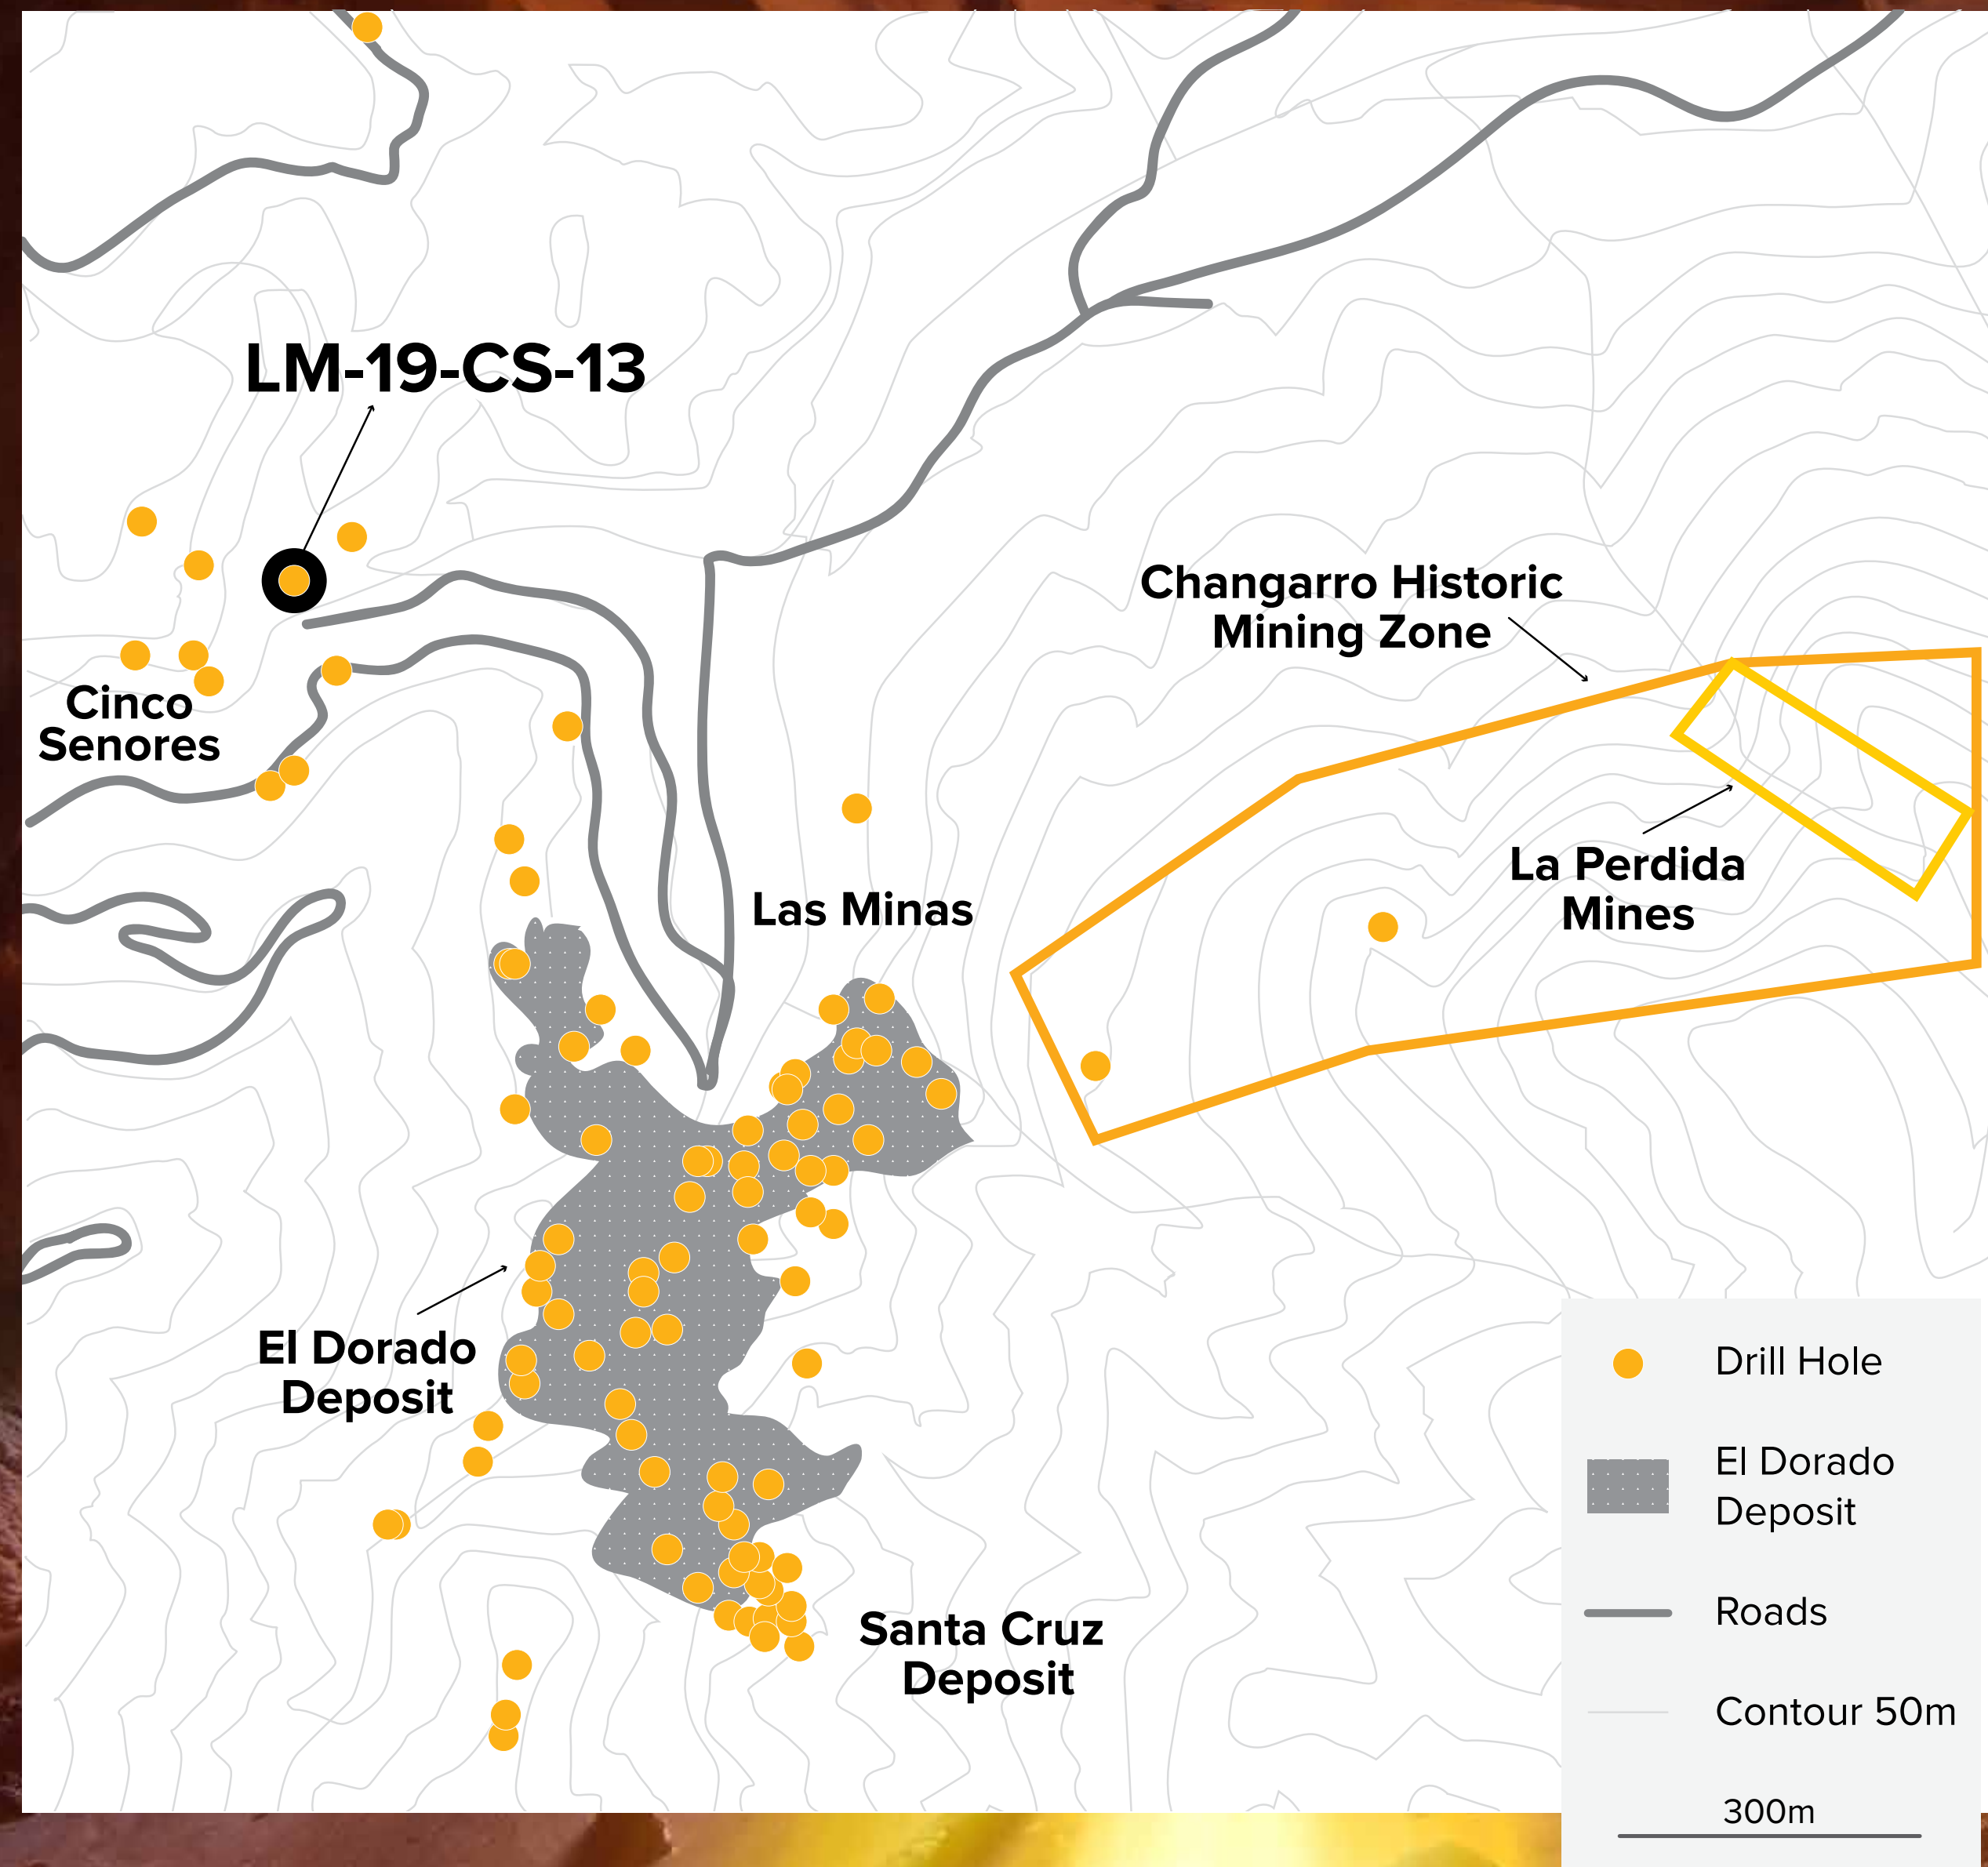 LM-19-CS-13
Changarro Historic
Mining Zone
Cinco
Senores
La Perdida
Mines
Las Minas
El Dorado
Deposit
Santa Cruz
Deposit
Drill Hole
El Dorado
Deposit
Roads
Contour 50m
300m